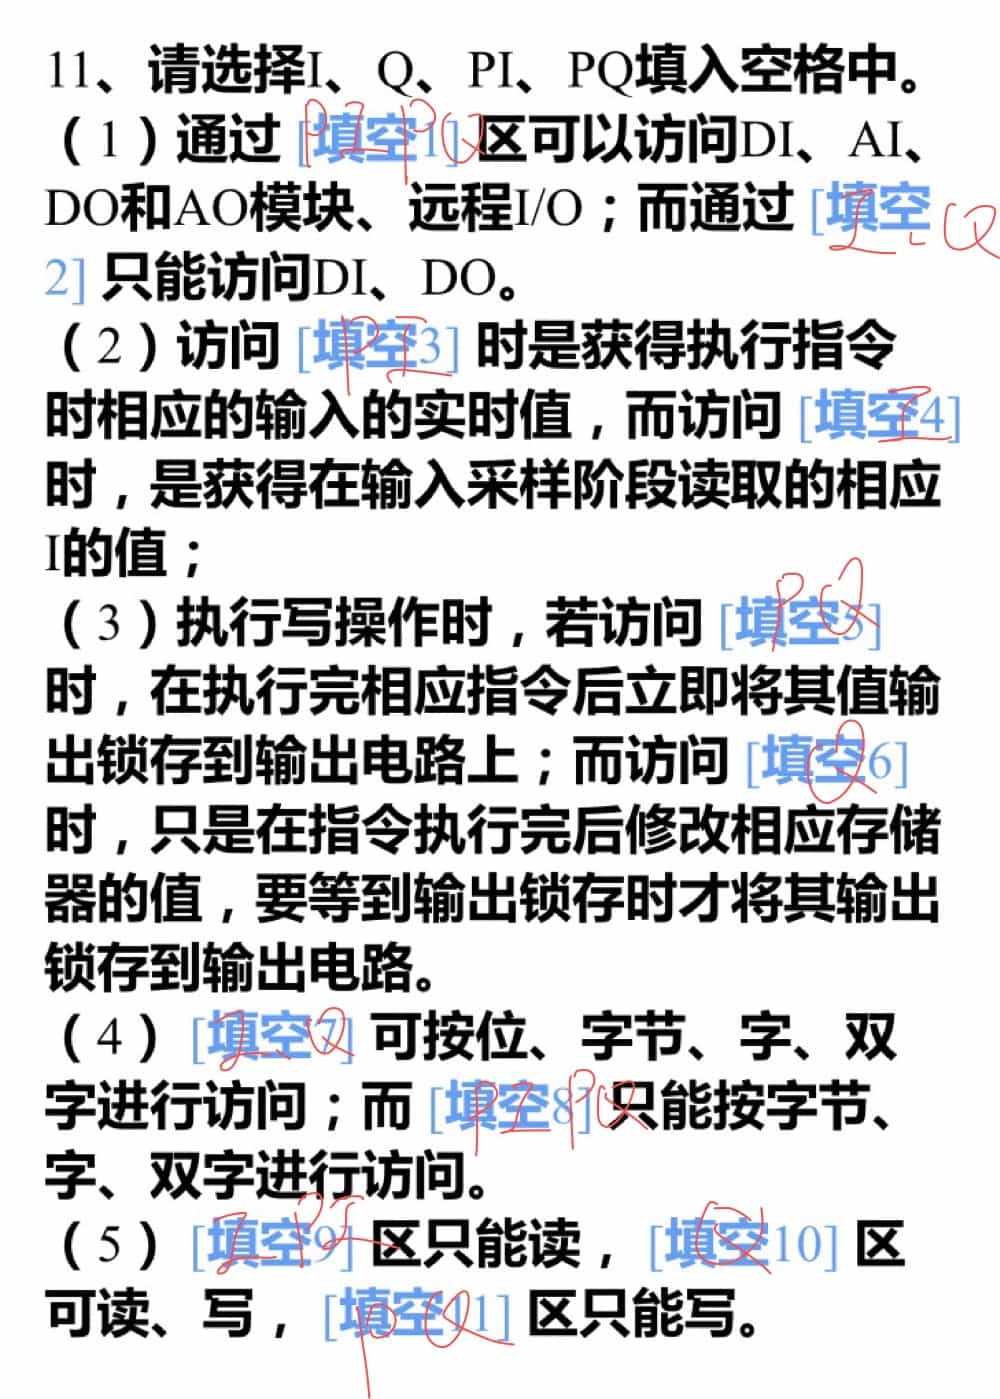 11、请选择I、Q、PI、PQ填入空格中。
（1）通过 [填空1] 区可以访问DI、AI、
PI PQ
DO和AO模块、远程I/O；而通过 [填空
I、Q
2] 只能访问DI、DO。
（2）访问 [填空3] 时是获得执行指令
PI
时相应的输入的实时值，而访问 [填空4]
I
时，是获得在输入采样阶段读取的相应
I的值；
（3）执行写操作时，若访问 [填空5]
PQ
时，在执行完相应指令后立即将其值输
出锁存到输出电路上；而访问 [填空6]
Q
时，只是在指令执行完后修改相应存储
器的值，要等到输出锁存时才将其输出
锁存到输出电路。
（4） [填空7] 可按位、字节、字、双
I、Q
字进行访问；而 [填空8] 只能按字节、
PI PQ
字、双字进行访问。
（5） [填空9] 区只能读， [填空10] 区
I PI Q
可读、写， [填空11] 区只能写。
PQ